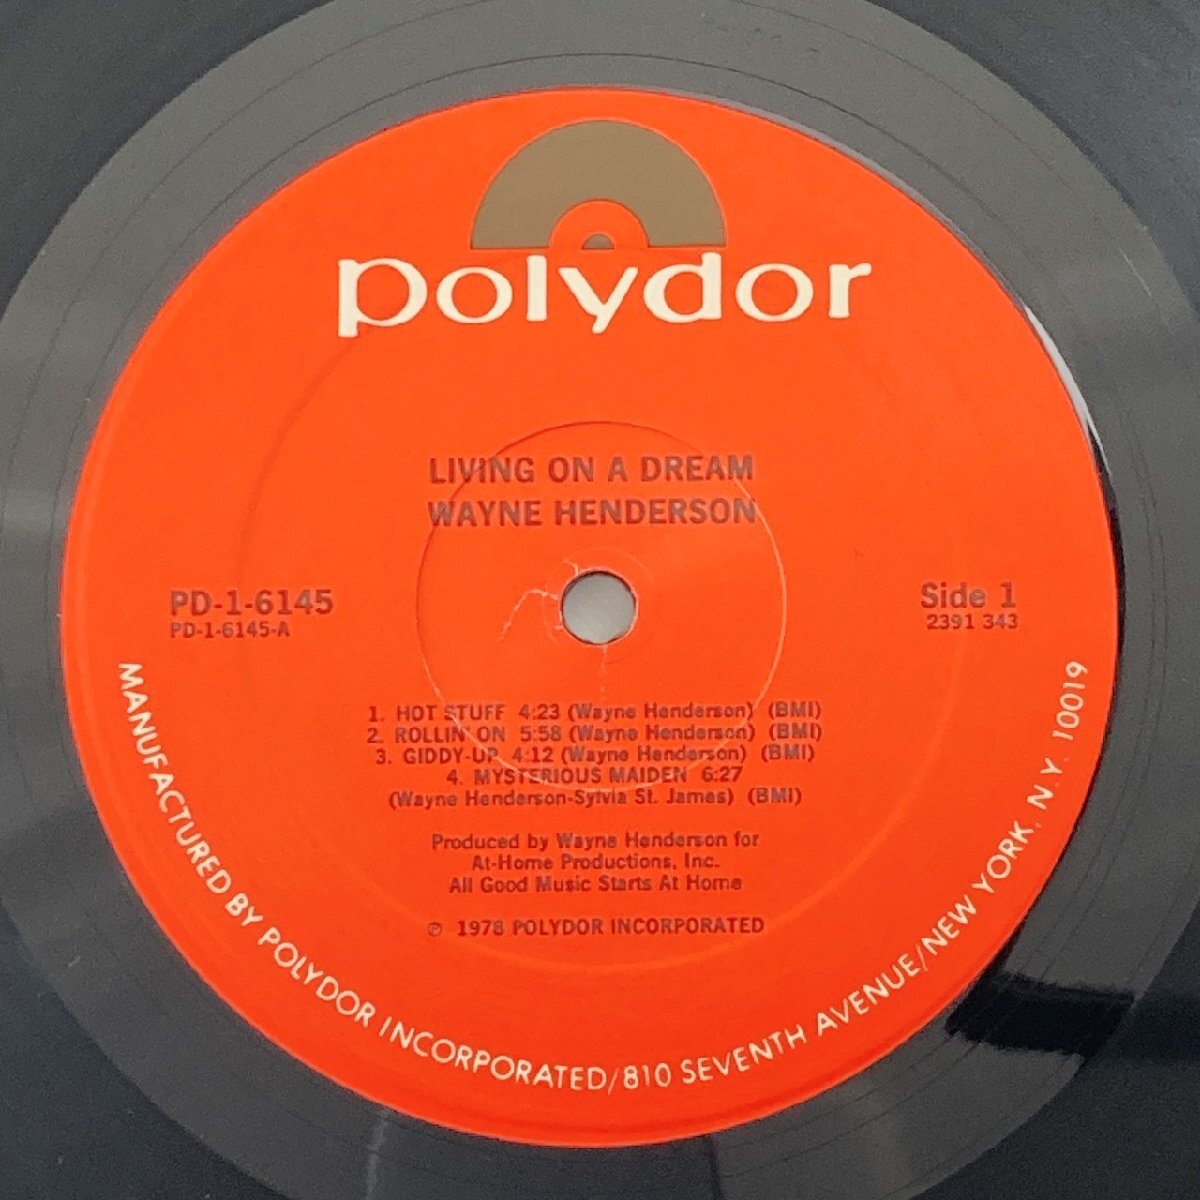 polydor
LIVING ON A DREAM
WAYNE HENDERSON
PD-1-6145
PD-1-6145-A
Side 1
2391 343
1. HOT STUFF 4:23 (Wayne Henderson) (BMI)
2. ROLLIN' ON 5:58 (Wayne Henderson) (BMI)
3. GIDDY-UP 4:12 (Wayne Henderson) (BMI)
4. MYSTERIOUS MAIDEN 6:27
(Wayne Henderson-Sylvia St. James) (BMI)
Produced by Wayne Henderson for
At-Home Productions, Inc.
All Good Music Starts At Home
℗ 1978 POLYDOR INCORPORATED
MANUFACTURED BY POLYDOR INCORPORATED/810 SEVENTH AVENUE/NEW YORK, N.Y. 10019